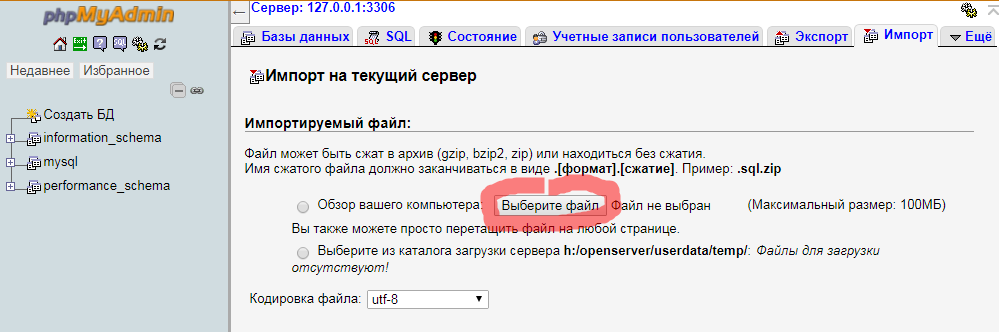 phpMyAdmin
Недавнее Избранное
Создать БД
information_schema
mysql
performance_schema
Сервер: 127.0.0.1:3306
Базы данных SQL Состояние Учетные записи пользователей Экспорт Импорт Ещё
Импорт на текущий сервер
Импортируемый файл:
Файл может быть сжат в архив (gzip, bzip2, zip) или находиться без сжатия.
Имя сжатого файла должно заканчиваться в виде .[формат].[сжатие]. Пример: .sql.zip
Обзор вашего компьютера: Выберите файл Файл не выбран (Максимальный размер: 100МБ)
Вы также можете просто перетащить файл на любой странице.
Выберите из каталога загрузки сервера h:/openserver/userdata/temp/: Файлы для загрузки
отсутствуют!
Кодировка файла: utf-8